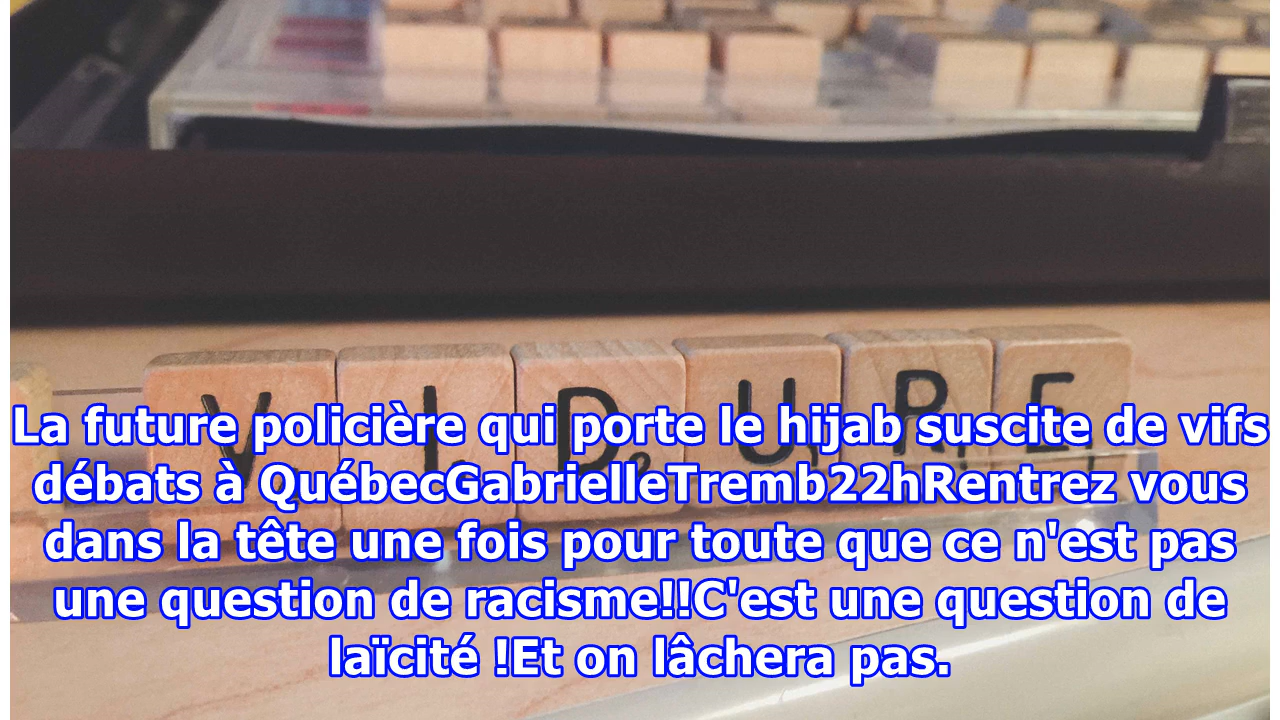 VIDURE
La future policière qui porte le hijab suscite de vifs
débats à QuébecGabrielleTremb22hRentrez vous
dans la tête une fois pour toute que ce n'est pas
une question de racisme!!C'est une question de
laïcité !Et on lâchera pas.